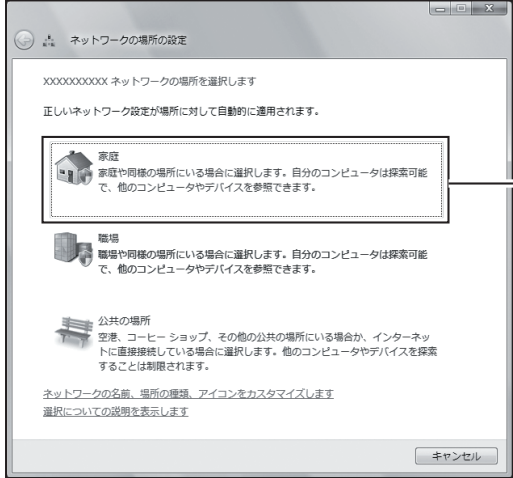 ネットワークの場所の設定
XXXXXXXXXX ネットワークの場所を選択します
正しいネットワーク設定が場所に対して自動的に適用されます。
家庭
家庭や同様の場所にいる場合に選択します。自分のコンピュータは探索可能
で、他のコンピュータやデバイスを参照できます。
職場
職場や同様の場所にいる場合に選択します。自分のコンピュータは探索可能
で、他のコンピュータやデバイスを参照できます。
公共の場所
空港、コーヒー ショップ、その他の公共の場所にいる場合か、インターネッ
トに直接接続している場合に選択します。他のコンピュータやデバイスを探索
することは制限されます。
ネットワークの名前、場所の種類、アイコンをカスタマイズします
選択についての説明を表示します
キャンセル